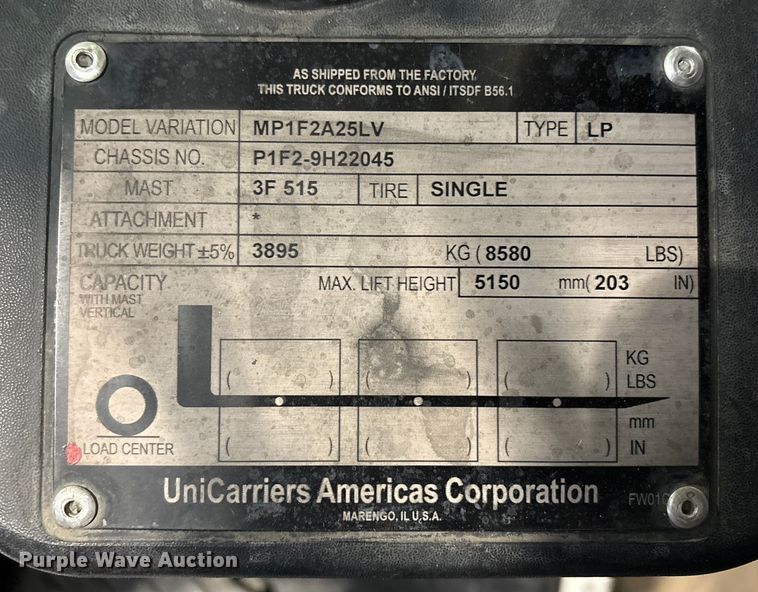 AS SHIPPED FROM THE FACTORY
THIS TRUCK CONFORMS TO ANSI / ITSDF B56.1
MODEL VARIATION MP1F2A25LV TYPE LP
CHASSIS NO. P1F2-9H22045
MAST 3F 515 TIRE SINGLE
ATTACHMENT *
TRUCK WEIGHT ±5% 3895 KG ( 8580 LBS)
CAPACITY MAX. LIFT HEIGHT 5150 mm( 203 IN)
WITH MAST
VERTICAL
KG
( ) ( ) ( ) LBS
mm
LOAD CENTER ( ) ( ) ( ) IN
UniCarriers Americas Corporation
MARENGO, IL U.S.A.
Purple Wave Auction